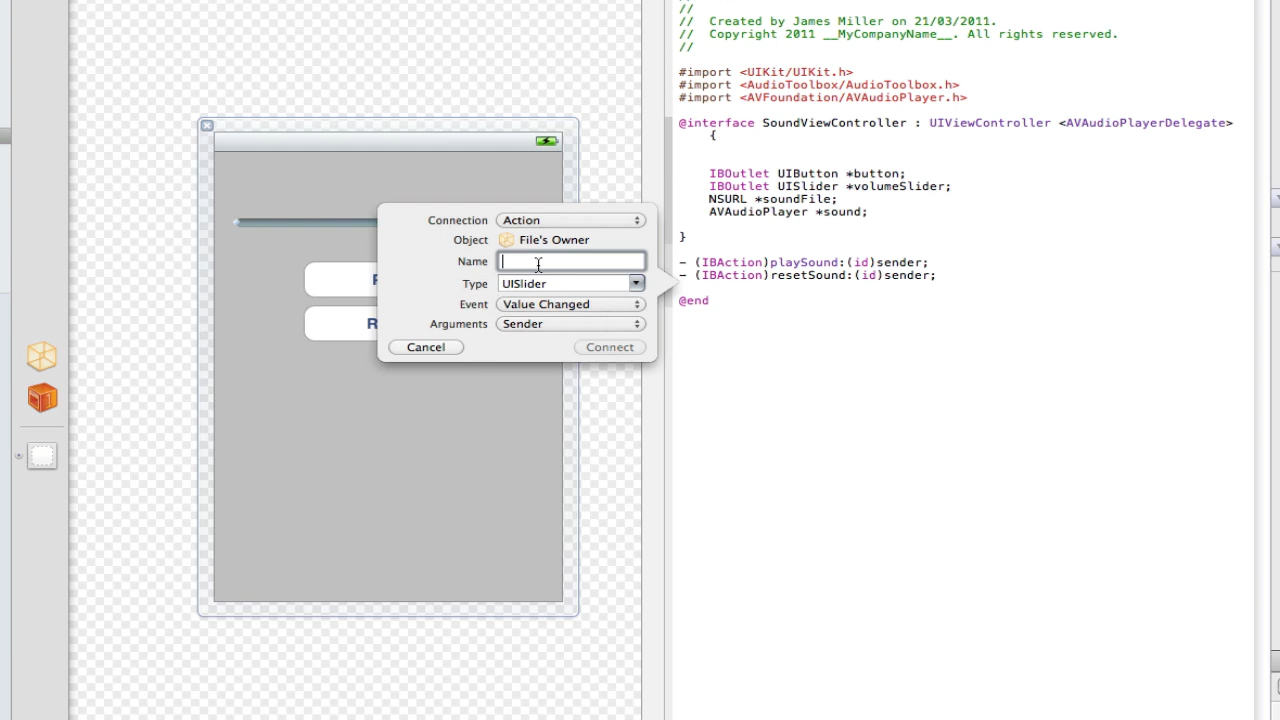 //
// Created by James Miller on 21/03/2011.
// Copyright 2011 __MyCompanyName__. All rights reserved.
//
#import <UIKit/UIKit.h>
#import <AudioToolbox/AudioToolbox.h>
#import <AVFoundation/AVAudioPlayer.h>
@interface SoundViewController : UIViewController <AVAudioPlayerDelegate>
{
IBOutlet UIButton *button;
IBOutlet UISlider *volumeSlider;
NSURL *soundFile;
AVAudioPlayer *sound;
}
- (IBAction)playSound:(id)sender;
- (IBAction)resetSound:(id)sender;
@end
Connection Action
Object File's Owner
Name
Type UISlider
Event Value Changed
Arguments Sender
Cancel Connect
R